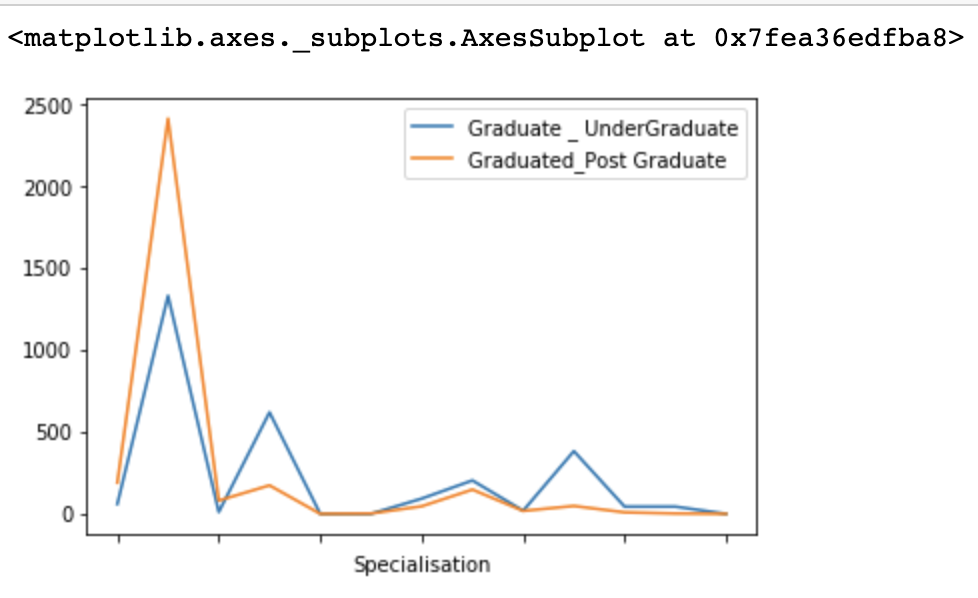 <matplotlib.axes._subplots.AxesSubplot at 0x7fea36edfba8>
2500
Graduate _ UnderGraduate
Graduated_Post Graduate
2000
1500
1000
500
0
Specialisation